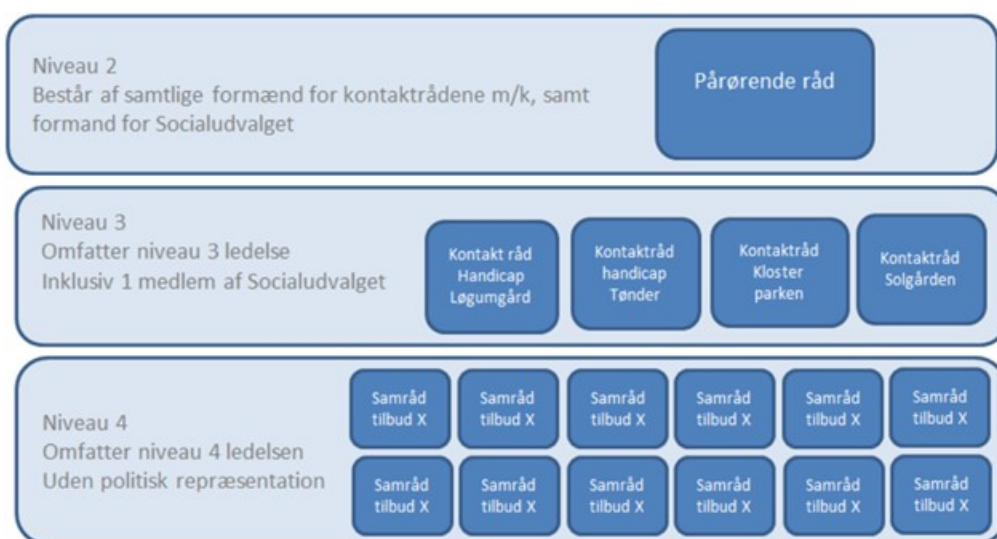 Niveau 2
Består af samtlige formænd for kontaktrådene m/k, samt
formand for Socialudvalget
Pårørende råd
Niveau 3
Omfatter niveau 3 ledelse
Inklusiv 1 medlem af Socialudvalget
Kontakt råd
Handicap
Løgumgård
Kontaktråd
handicap
Tønder
Kontaktråd
Kloster
parken
Kontaktråd
Solgården
Niveau 4
Omfatter niveau 4 ledelsen
Uden politisk repræsentation
Samråd
tilbud X
Samråd
tilbud X
Samråd
tilbud X
Samråd
tilbud X
Samråd
tilbud X
Samråd
tilbud X
Samråd
tilbud X
Samråd
tilbud X
Samråd
tilbud X
Samråd
tilbud X
Samråd
tilbud X
Samråd
tilbud X